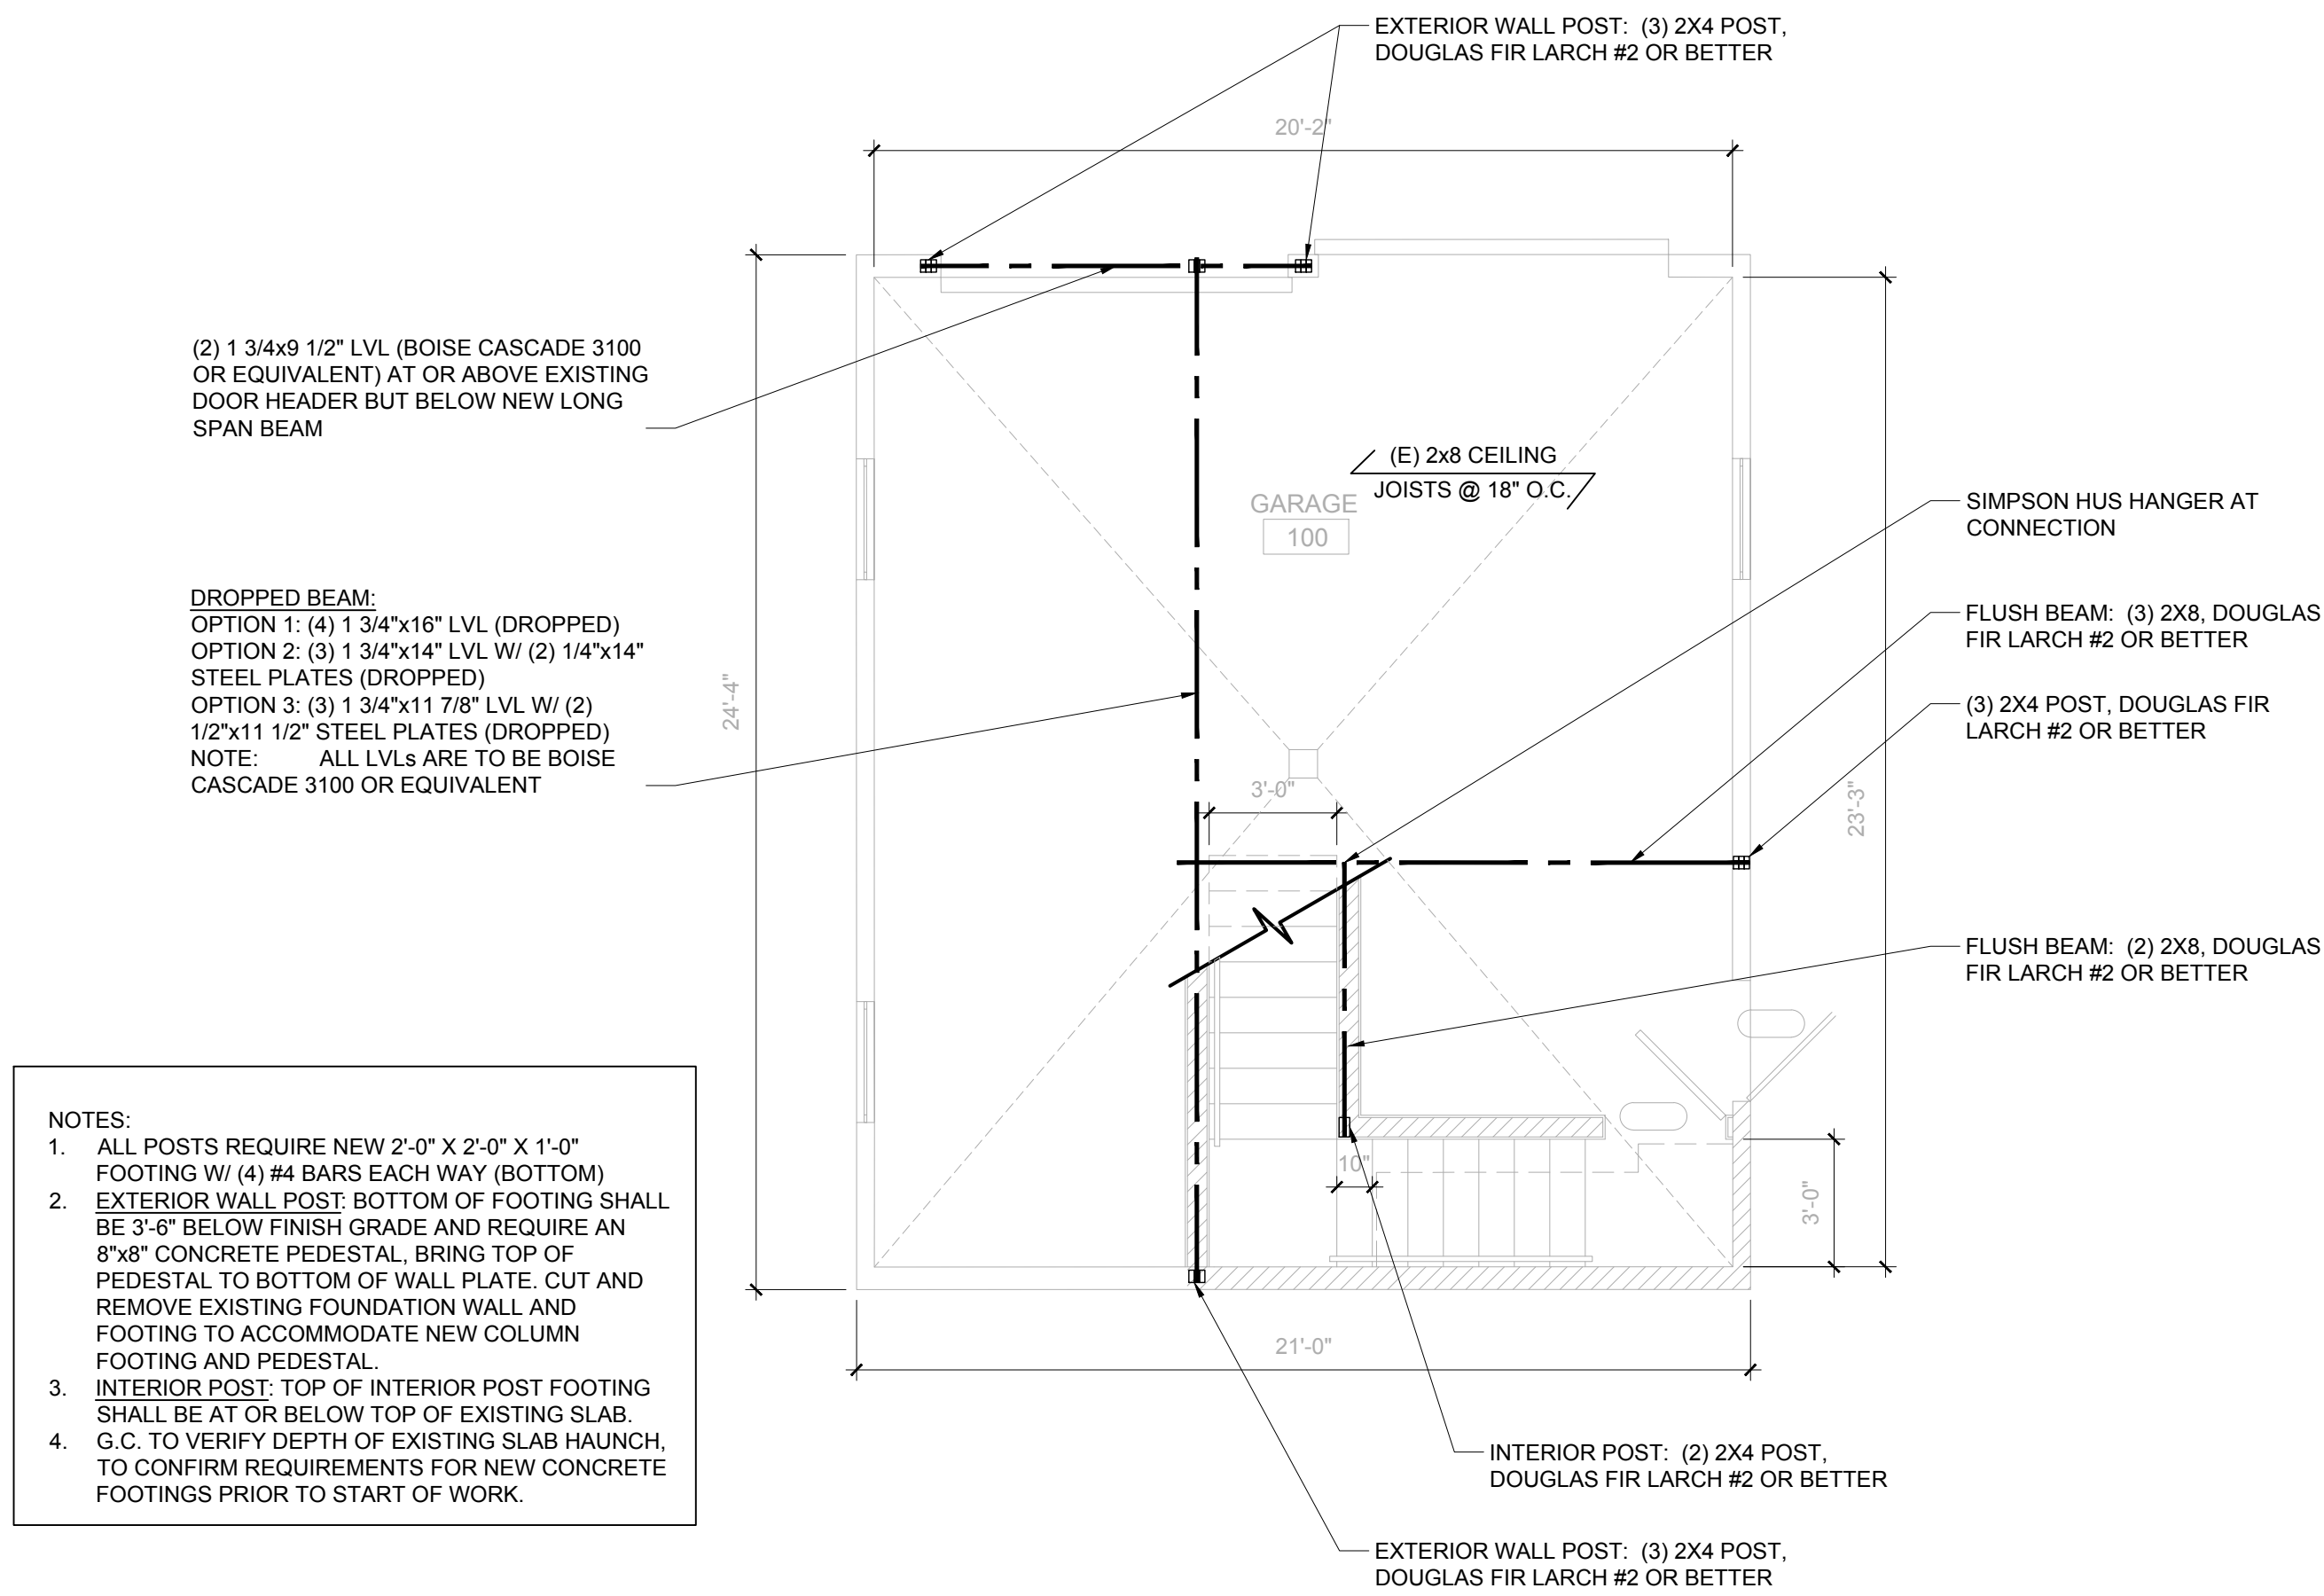 EXTERIOR WALL POST: (3) 2X4 POST,
DOUGLAS FIR LARCH #2 OR BETTER
20'-2"
(2) 1 3/4x9 1/2" LVL (BOISE CASCADE 3100
OR EQUIVALENT) AT OR ABOVE EXISTING
DOOR HEADER BUT BELOW NEW LONG
SPAN BEAM
(E) 2x8 CEILING
JOISTS @ 18" O.C.
GARAGE
100
SIMPSON HUS HANGER AT
CONNECTION
DROPPED BEAM:
OPTION 1: (4) 1 3/4"x16" LVL (DROPPED)
OPTION 2: (3) 1 3/4"x14" LVL W/ (2) 1/4"x14"
STEEL PLATES (DROPPED)
OPTION 3: (3) 1 3/4"x11 7/8" LVL W/ (2)
1/2"x11 1/2" STEEL PLATES (DROPPED)
NOTE: ALL LVLs ARE TO BE BOISE
CASCADE 3100 OR EQUIVALENT
24'-4"
FLUSH BEAM: (3) 2X8, DOUGLAS
FIR LARCH #2 OR BETTER
(3) 2X4 POST, DOUGLAS FIR
LARCH #2 OR BETTER
3'-0"
23'-3"
FLUSH BEAM: (2) 2X8, DOUGLAS
FIR LARCH #2 OR BETTER
NOTES:
1. ALL POSTS REQUIRE NEW 2'-0" X 2'-0" X 1'-0"
FOOTING W/ (4) #4 BARS EACH WAY (BOTTOM)
2. EXTERIOR WALL POST: BOTTOM OF FOOTING SHALL
BE 3'-6" BELOW FINISH GRADE AND REQUIRE AN
8"x8" CONCRETE PEDESTAL, BRING TOP OF
PEDESTAL TO BOTTOM OF WALL PLATE. CUT AND
REMOVE EXISTING FOUNDATION WALL AND
FOOTING TO ACCOMMODATE NEW COLUMN
FOOTING AND PEDESTAL.
3. INTERIOR POST: TOP OF INTERIOR POST FOOTING
SHALL BE AT OR BELOW TOP OF EXISTING SLAB.
4. G.C. TO VERIFY DEPTH OF EXISTING SLAB HAUNCH,
TO CONFIRM REQUIREMENTS FOR NEW CONCRETE
FOOTINGS PRIOR TO START OF WORK.
10"
3'-0"
21'-0"
INTERIOR POST: (2) 2X4 POST,
DOUGLAS FIR LARCH #2 OR BETTER
EXTERIOR WALL POST: (3) 2X4 POST,
DOUGLAS FIR LARCH #2 OR BETTER